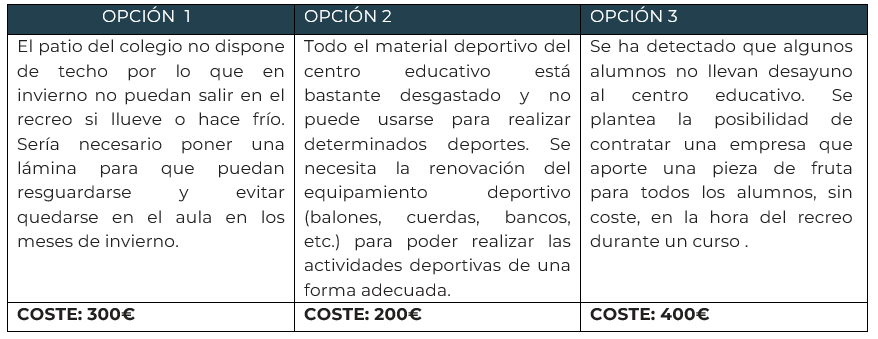 OPCIÓN 1
El patio del colegio no dispone
de techo por lo que en
invierno no puedan salir en el
recreo si llueve o hace frío.
Sería necesario poner una
lámina para que puedan
resguardarse y evitar
quedarse en el aula en los
meses de invierno.
COSTE: 300€
OPCIÓN 2
Todo el material deportivo del
centro educativo está
bastante desgastado y no
puede usarse para realizar
determinados deportes. Se
necesita la renovación del
equipamiento deportivo
(balones, cuerdas, bancos,
etc.) para poder realizar las
actividades deportivas de una
forma adecuada.
COSTE: 200€
OPCIÓN 3
Se ha detectado que algunos
alumnos no llevan desayuno
al centro educativo. Se
plantea la posibilidad de
contratar una empresa que
aporte una pieza de fruta
para todos los alumnos, sin
coste, en la hora del recreo
durante un curso .
COSTE: 400€